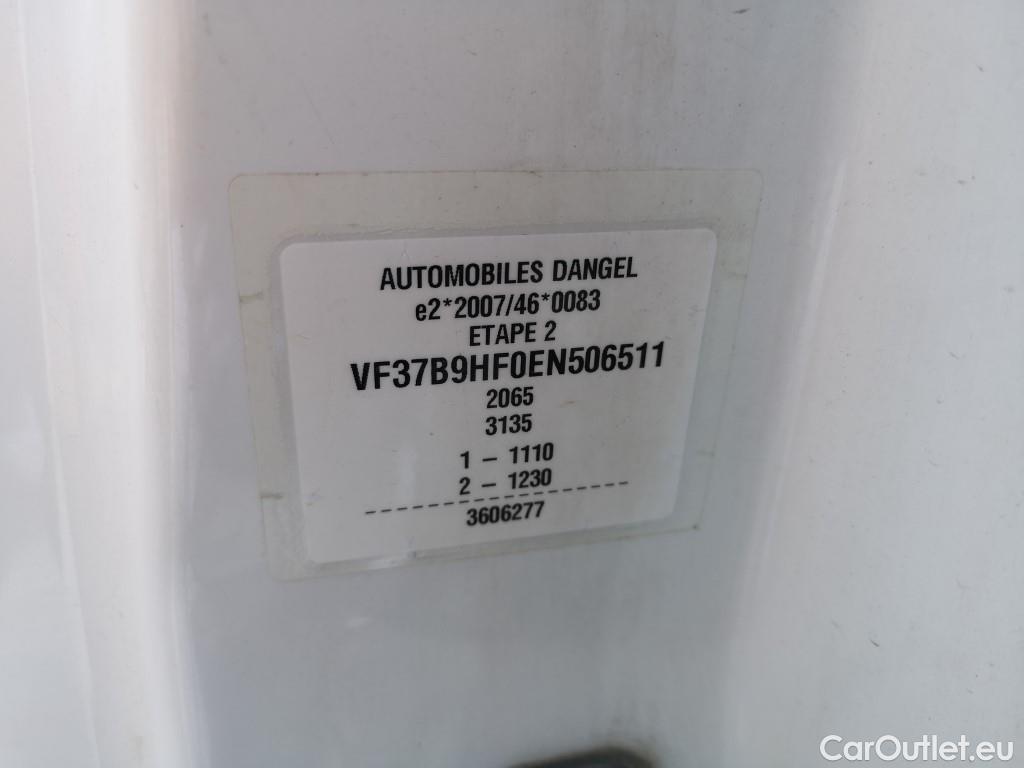 AUTOMOBILES DANGEL
e2*2007/46*0083
ETAPE 2
VF37B9HF0EN506511
2065
3135
1 – 1110
2 – 1230
3606277
CarOutlet.eu